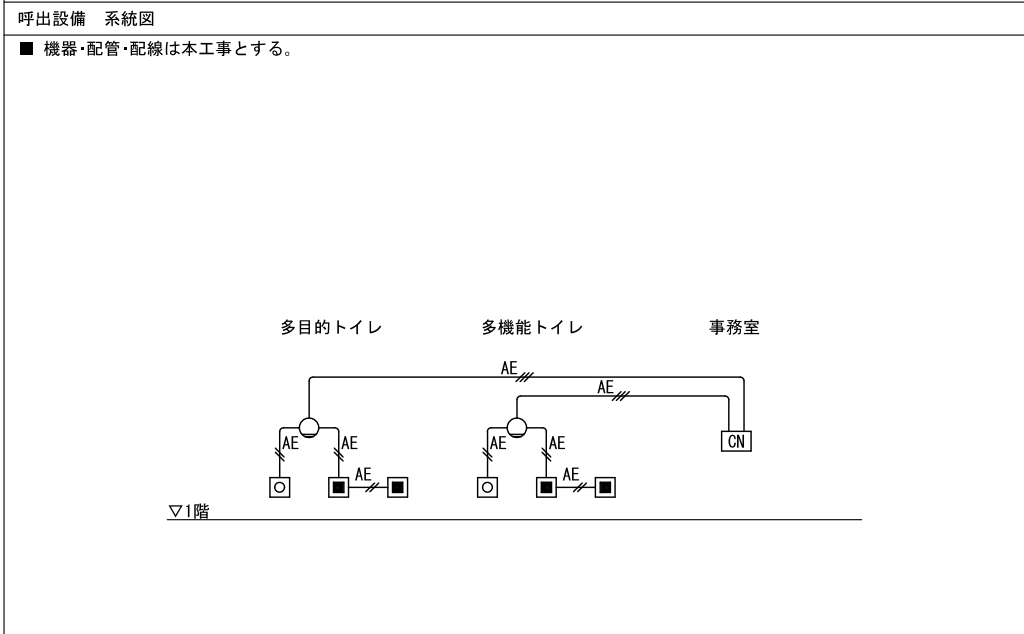 呼出設備　系統図
■ 機器・配管・配線は本工事とする。
多目的トイレ　多機能トイレ　事務室
AE
AE
AE AE AE AE
CN
AE AE
▽1階